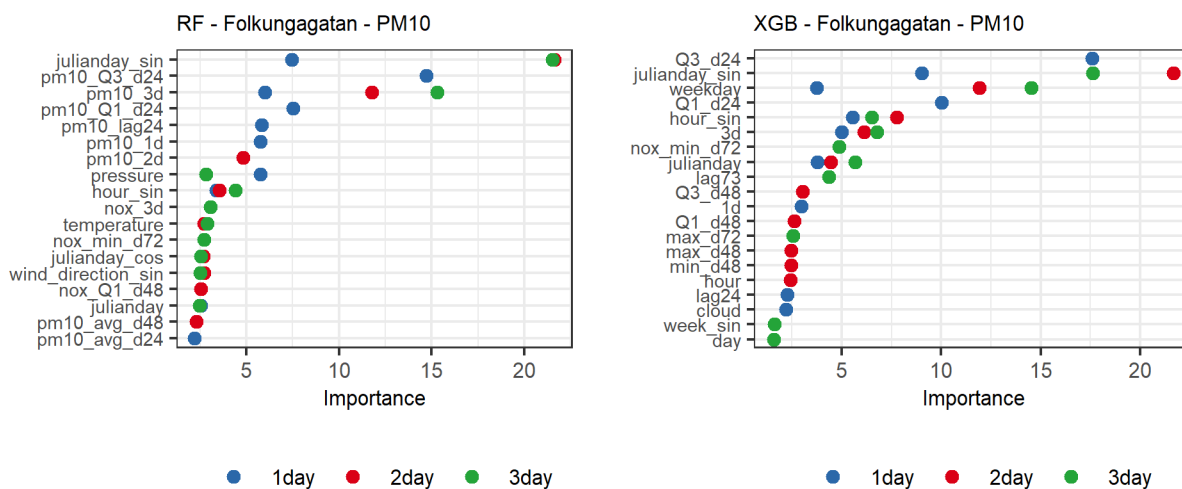 RF - Folkungagatan - PM10
julianday_sin
pm10_Q3_d24
pm10_3d
pm10_Q1_d24
pm10_lag24
pm10_1d
pm10_2d
pressure
hour_sin
nox_3d
temperature
nox_min_d72
julianday_cos
wind_direction_sin
nox_Q1_d48
julianday
pm10_avg_d48
pm10_avg_d24
5 10 15 20
Importance
1day 2day 3day
XGB - Folkungagatan - PM10
Q3_d24
julianday_sin
weekday
Q1_d24
hour_sin
3d
nox_min_d72
julianday
lag73
Q3_d48
1d
Q1_d48
max_d72
max_d48
min_d48
hour
lag24
cloud
week_sin
day
5 10 15 20
Importance
1day 2day 3day